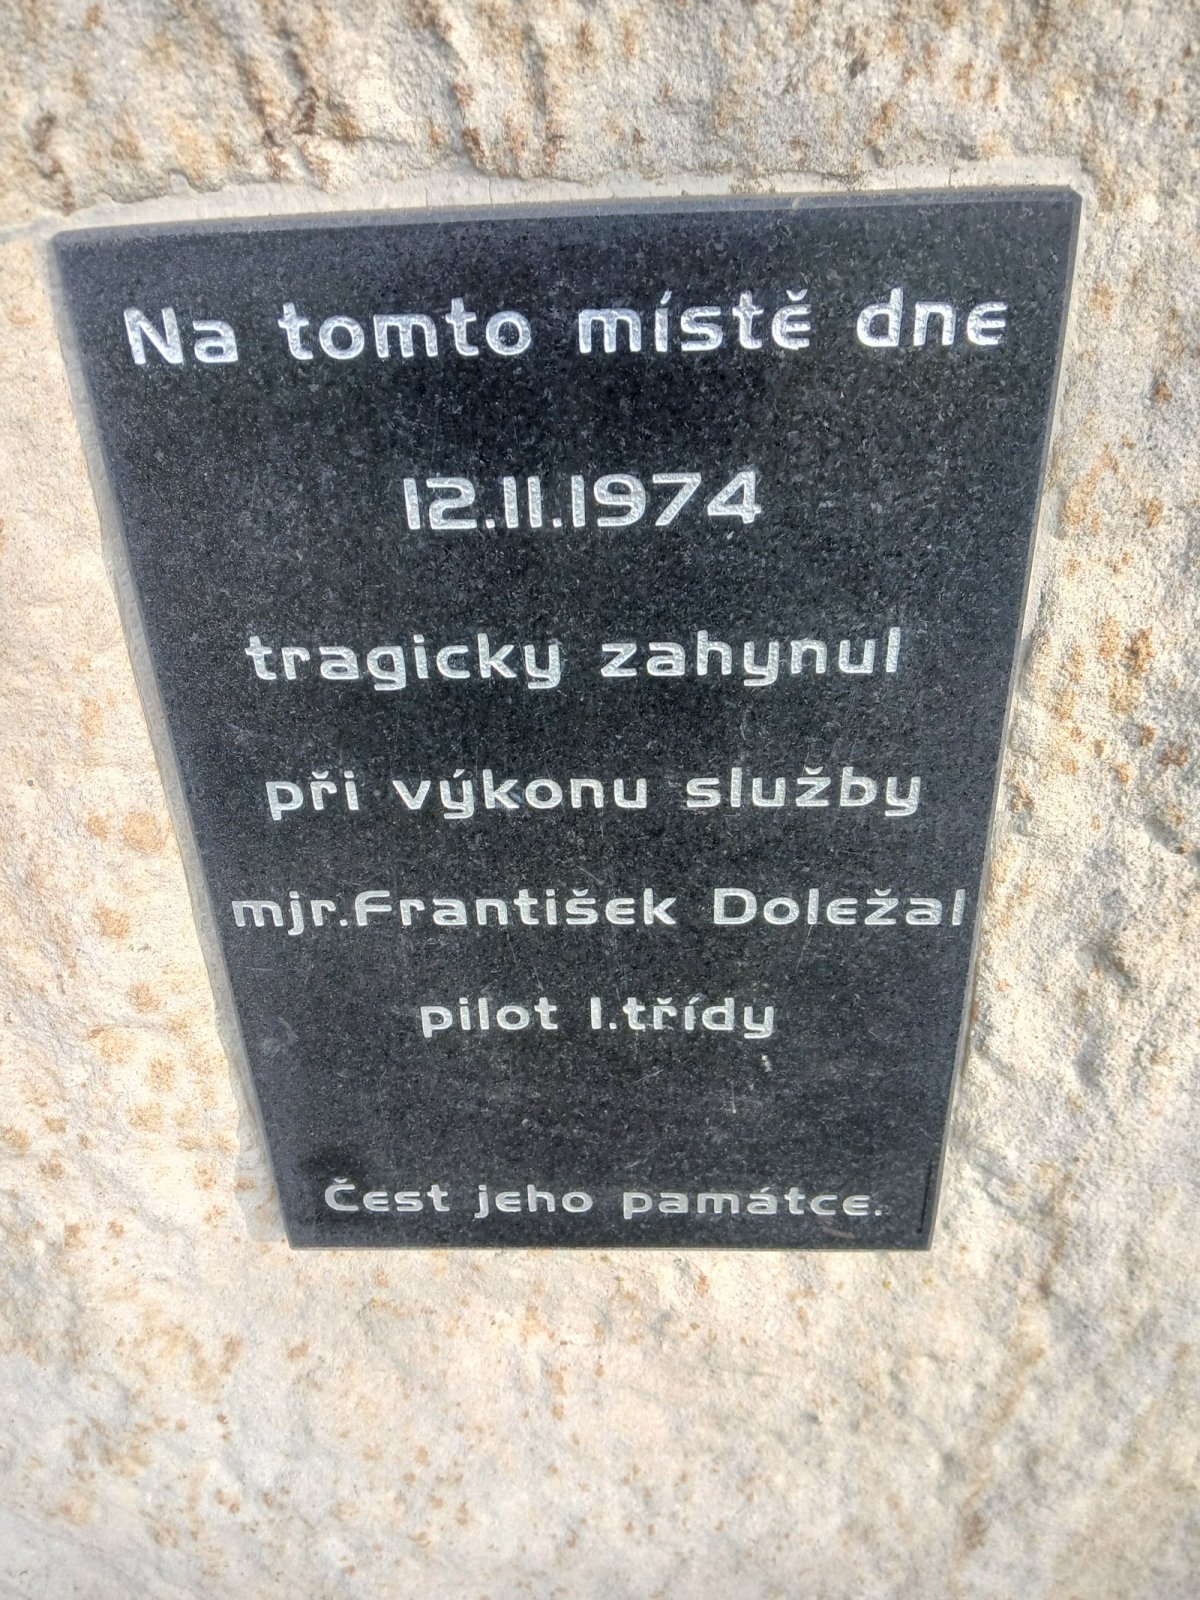 Na tomto místě dne
12.11.1974
tragicky zahynul
při výkonu služby
mjr.František Doležal
pilot I.třídy
Čest jeho památce.